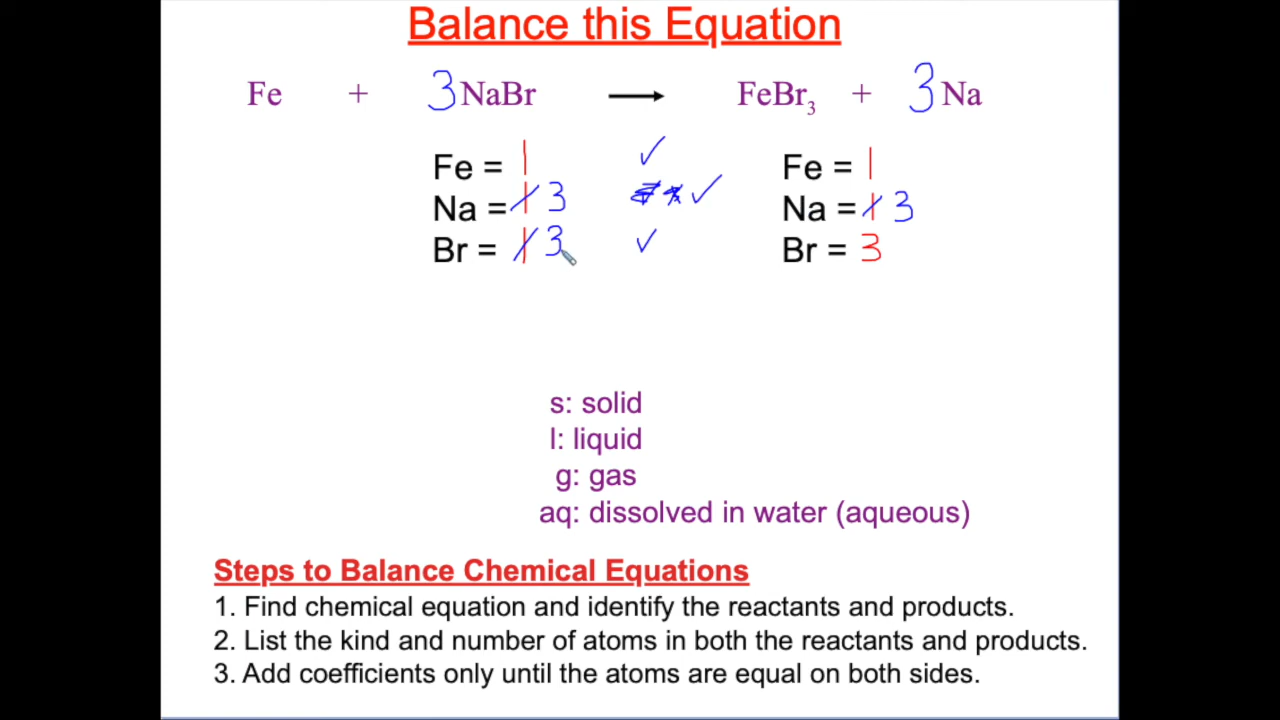 Balance this Equation
Fe + 3NaBr → FeBr₃ + 3Na
Fe = 1 ✓ Fe = 1
Na = 1 3 ✓ Na = 1 3
Br = 1 3 ✓ Br = 3
s: solid
l: liquid
g: gas
aq: dissolved in water (aqueous)
Steps to Balance Chemical Equations
1. Find chemical equation and identify the reactants and products.
2. List the kind and number of atoms in both the reactants and products.
3. Add coefficients only until the atoms are equal on both sides.